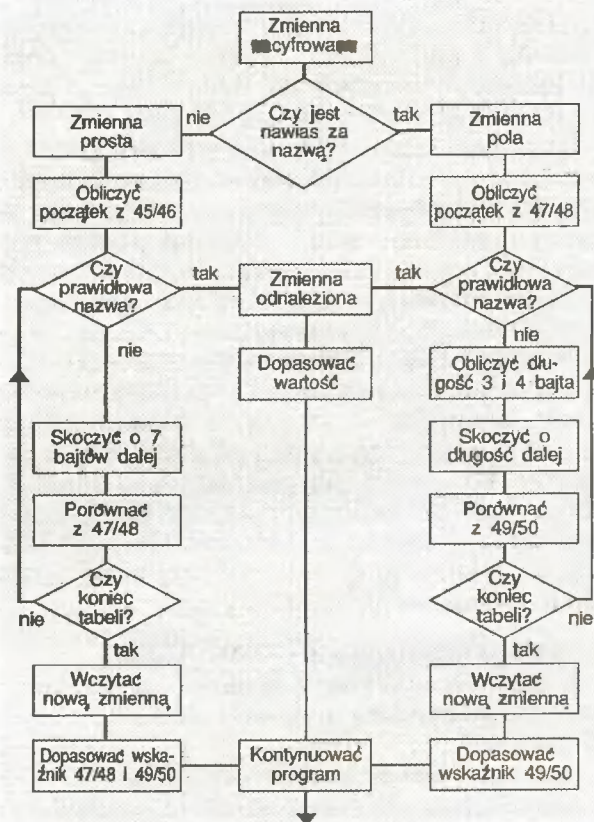 Zmienna
zacyfrowana
Czy jest
nawias za
nazwą?
nie
tak
Zmienna
prosta
Zmienna
pola
Obliczyć
początek z 45/46
Obliczyć
początek z 47/48
Czy
prawidłowa
nazwa?
tak
Zmienna
odnaleziona
tak
Czy
prawidłowa
nazwa?
nie
nie
Dopasować
wartość
Obliczyć dłu-
gość 3 i 4 bajta
Skoczyć o 7
bajtów dalej
Skoczyć o
długość dalej
Porównać
z 47/48
Porównać
z 49/50
Czy
koniec
tabeli?
nie
Czy
koniec
tabeli?
nie
tak
tak
Wczytać
nową zmienną
Wczytać
nową zmienną
Dopasować wska-
źnik 47/48 i 49/50
Kontynuować
program
Dopasować
wskaźnik 49/50